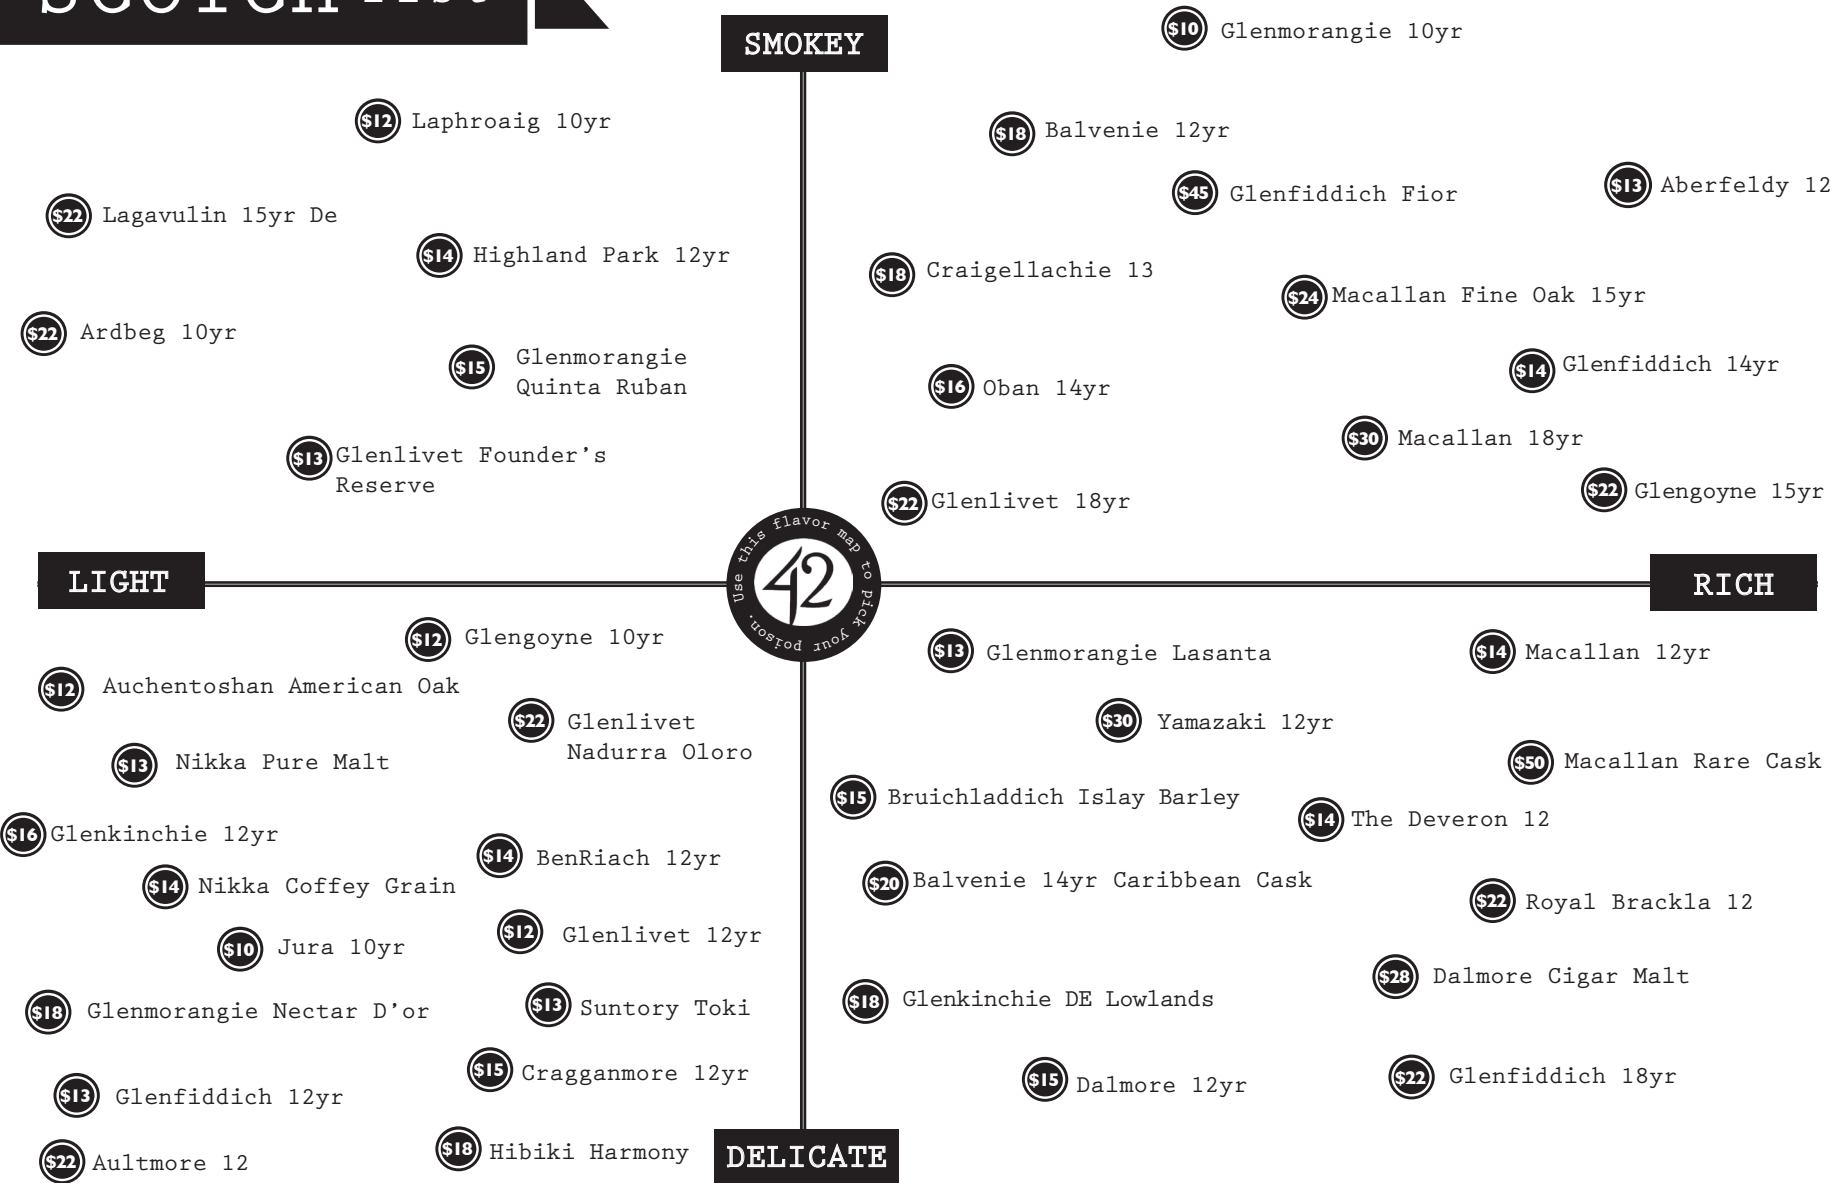 SCOTCH list
SMOKEY
$10 Glenmorangie 10yr
$12 Laphroaig 10yr
$18 Balvenie 12yr
$45 Glenfiddich Fior
$13 Aberfeldy 12
$22 Lagavulin 15yr De
$14 Highland Park 12yr
$18 Craigellachie 13
$24 Macallan Fine Oak 15yr
$22 Ardbeg 10yr
$15 Glenmorangie
Quinta Ruban
$16 Oban 14yr
$14 Glenfiddich 14yr
$30 Macallan 18yr
$13 Glenlivet Founder's
Reserve
$22 Glenlivet 18yr
$22 Glengoyne 15yr
LIGHT
Use this flavor map to pick your poison.
42
RICH
$12 Glengoyne 10yr
$13 Glenmorangie Lasanta
$14 Macallan 12yr
$12 Auchentoshan American Oak
$22 Glenlivet
Nadurra Oloro
$30 Yamazaki 12yr
$13 Nikka Pure Malt
$50 Macallan Rare Cask
$15 Bruichladdich Islay Barley
$14 The Deveron 12
$16 Glenkinchie 12yr
$14 BenRiach 12yr
$14 Nikka Coffey Grain
$20 Balvenie 14yr Caribbean Cask
$22 Royal Brackla 12
$10 Jura 10yr
$12 Glenlivet 12yr
$28 Dalmore Cigar Malt
$18 Glenmorangie Nectar D'or
$13 Suntory Toki
$18 Glenkinchie DE Lowlands
$15 Cragganmore 12yr
$15 Dalmore 12yr
$22 Glenfiddich 18yr
$13 Glenfiddich 12yr
$22 Aultmore 12
$18 Hibiki Harmony
DELICATE